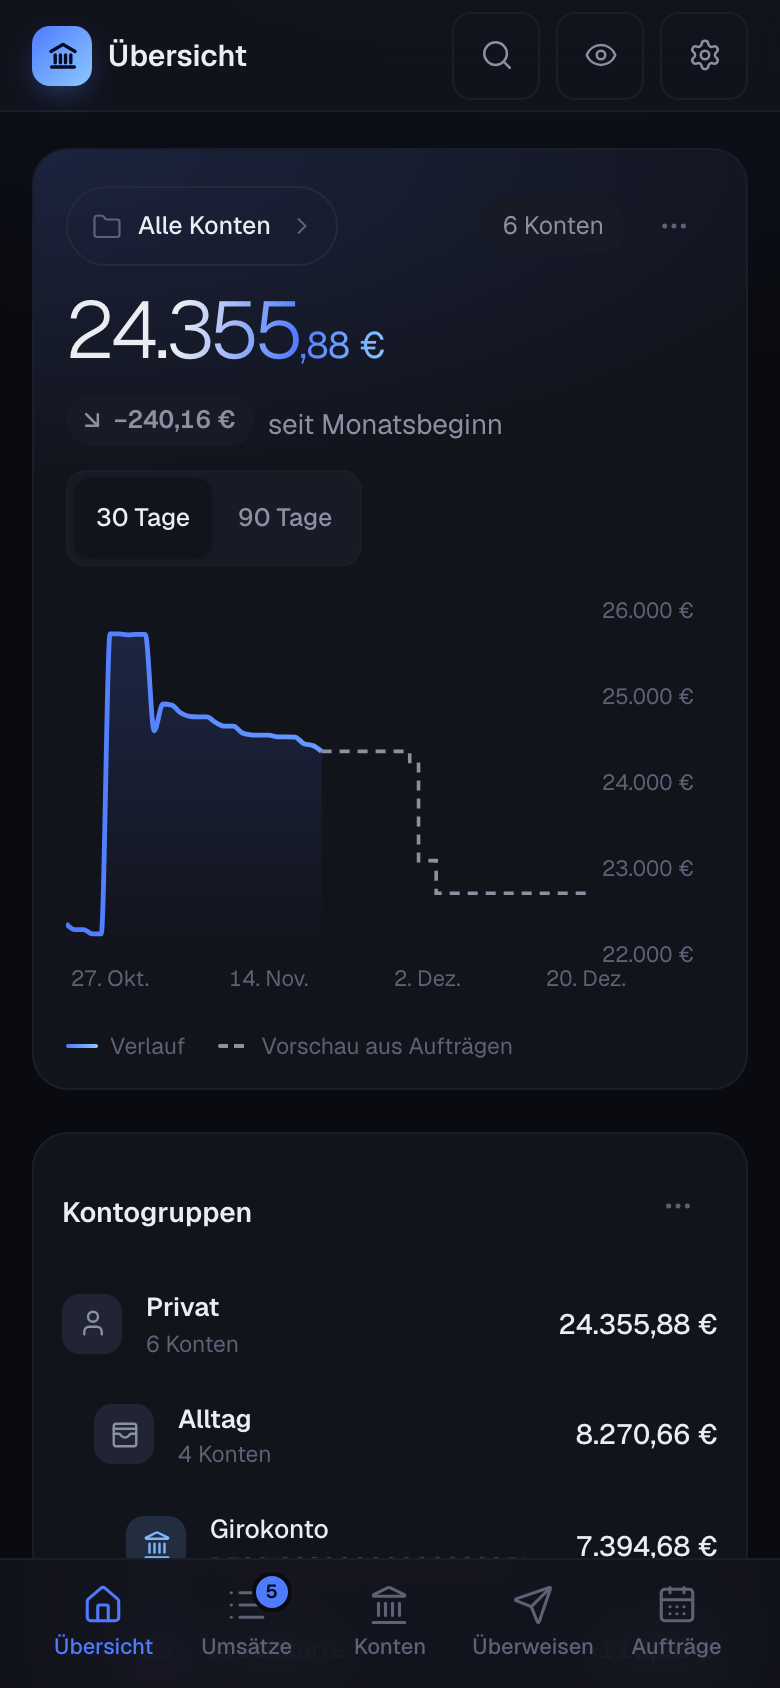 Übersicht
Alle Konten
6 Konten
24.355,88 €
−240,16 € seit Monatsbeginn
30 Tage
90 Tage
26.000 €
25.000 €
24.000 €
23.000 €
22.000 €
27. Okt.
14. Nov.
2. Dez.
20. Dez.
Verlauf
Vorschau aus Aufträgen
Kontogruppen
Privat
24.355,88 €
6 Konten
Alltag
8.270,66 €
4 Konten
Girokonto
7.394,68 €
5
Übersicht
Umsätze
Konten
Überweisen
Aufträge